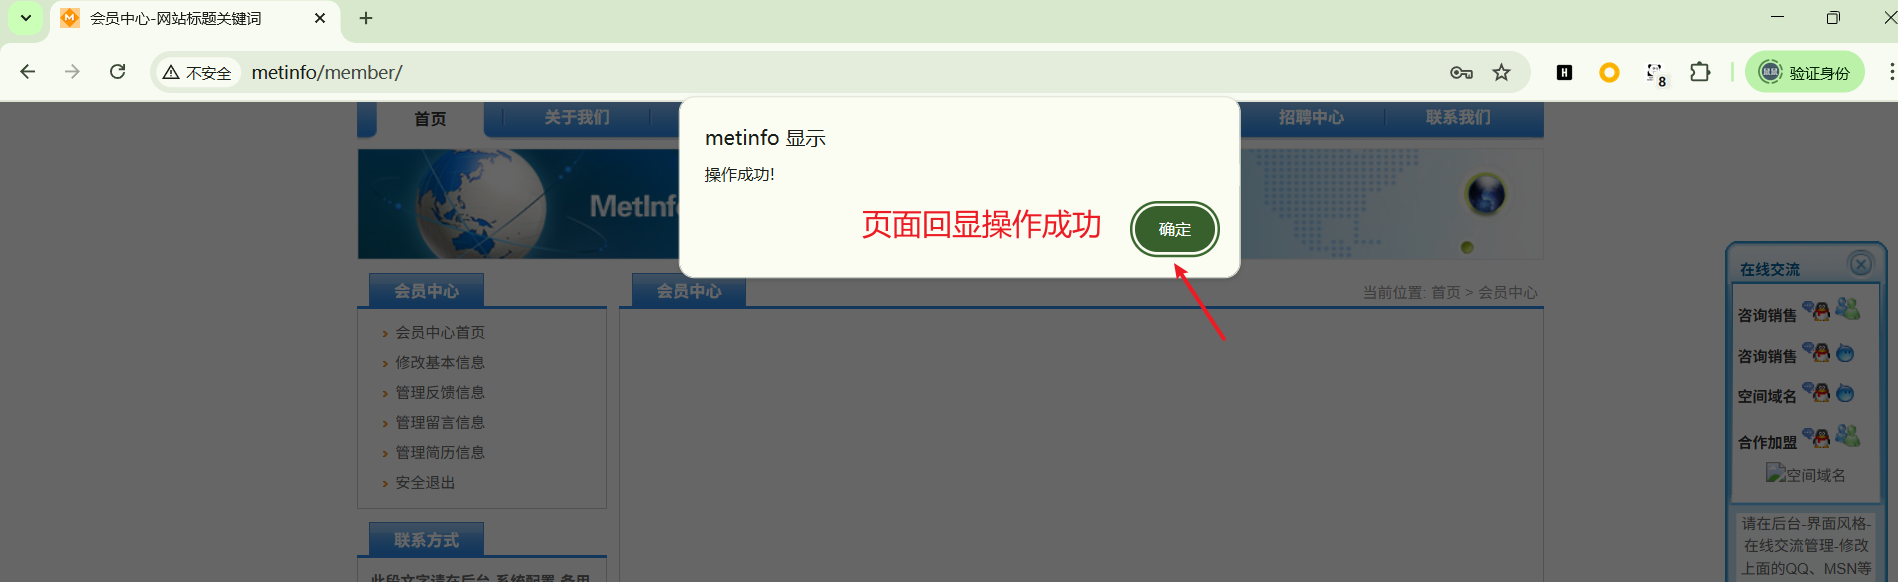 会员中心-网站标题关键词
不安全
metinfo/member/
8
验证身份
首页
关于我们
招聘中心
联系我们
metinfo 显示
操作成功!
页面回显操作成功
确定
MetInf
会员中心
会员中心
当前位置: 首页 > 会员中心
会员中心首页
修改基本信息
管理反馈信息
管理留言信息
管理简历信息
安全退出
联系方式
此段文字请在后台-系统配置-备用
在线交流
咨询销售
咨询销售
空间域名
合作加盟
空间域名
请在后台-界面风格-
在线交流管理-修改
上面的QQ、MSN等